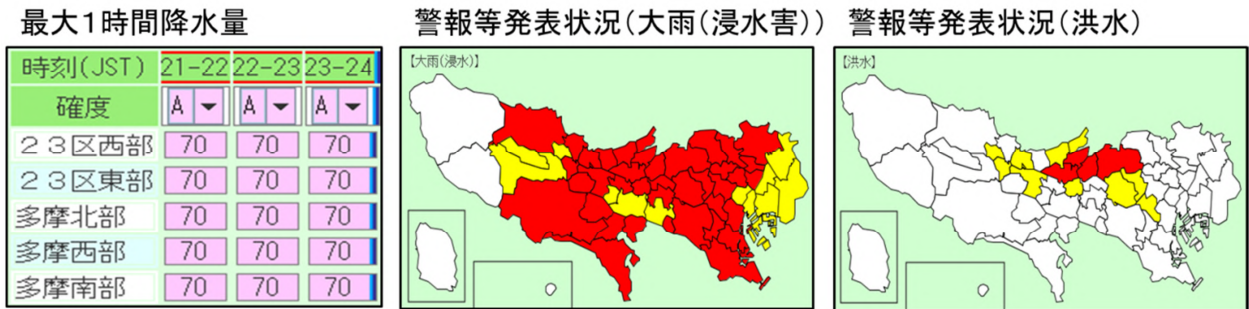 最大1時間降水量
時刻(JST) 21-22 22-23 23-24
確度 A A A
23区西部 70 70 70
23区東部 70 70 70
多摩北部 70 70 70
多摩西部 70 70 70
多摩南部 70 70 70
警報等発表状況(大雨(浸水害))
【大雨(浸水)】
警報等発表状況(洪水)
【洪水】